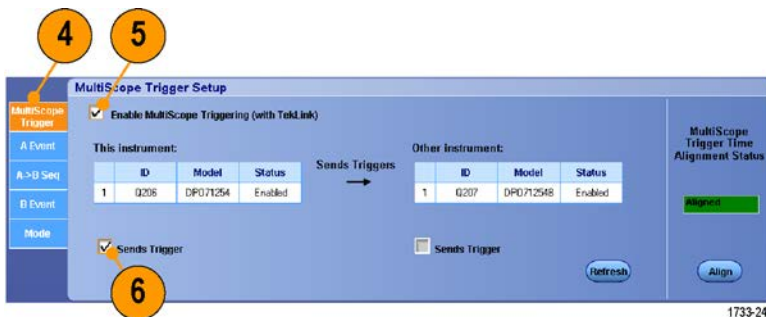 4
5
MultiScope Trigger Setup
MultiScope Trigger
A Event
A->B Seq
B Event
Mode
Enable MultiScope Triggering (with TekLink)
This instrument:
ID Model Status
1 Q206 DPO71254 Enabled
Sends Triggers
Other instrument:
ID Model Status
1 Q207 DPO71254B Enabled
Sends Trigger
Sends Trigger
Refresh
MultiScope
Trigger Time
Alignment Status
Aligned
Align
6
1733-24